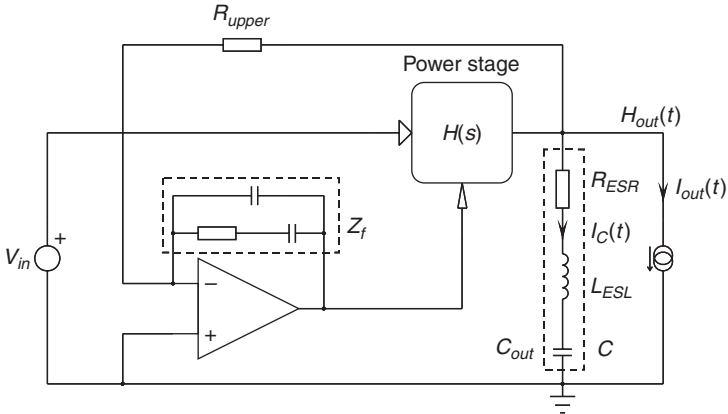 R_upper
Power stage
H(s)
H_out(t)
R_ESR
I_out(t)
Z_f
I_C(t)
V_in
+
−
L_ESL
+
C_out
C